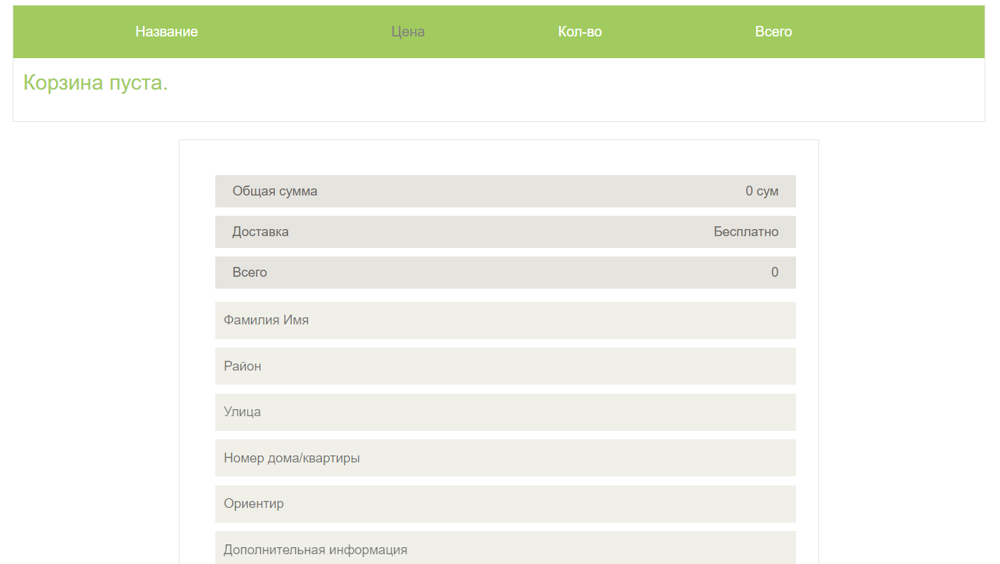 Название Цена Кол-во Всего
Корзина пуста.
Общая сумма 0 сум
Доставка Бесплатно
Всего 0
Фамилия Имя
Район
Улица
Номер дома/квартиры
Ориентир
Дополнительная информация